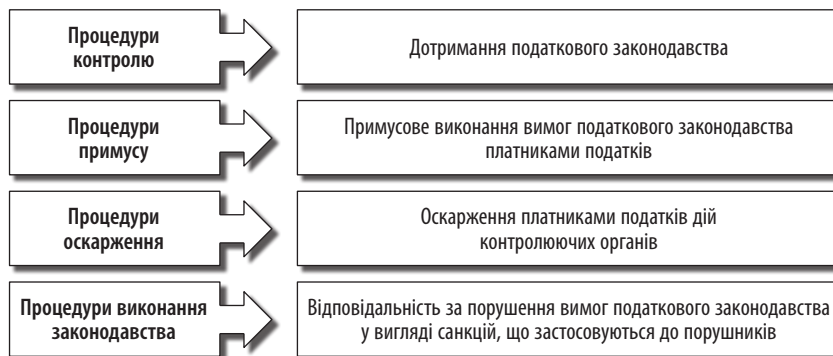 Процедури
контролю
Дотримання податкового законодавства
Процедури
примусу
Примусове виконання вимог податкового законодавства
платниками податків
Процедури
оскарження
Оскарження платниками податків дій
контролюючих органів
Процедури виконання
законодавства
Відповідальність за порушення вимог податкового законодавства
у вигляді санкцій, що застосовуються до порушників